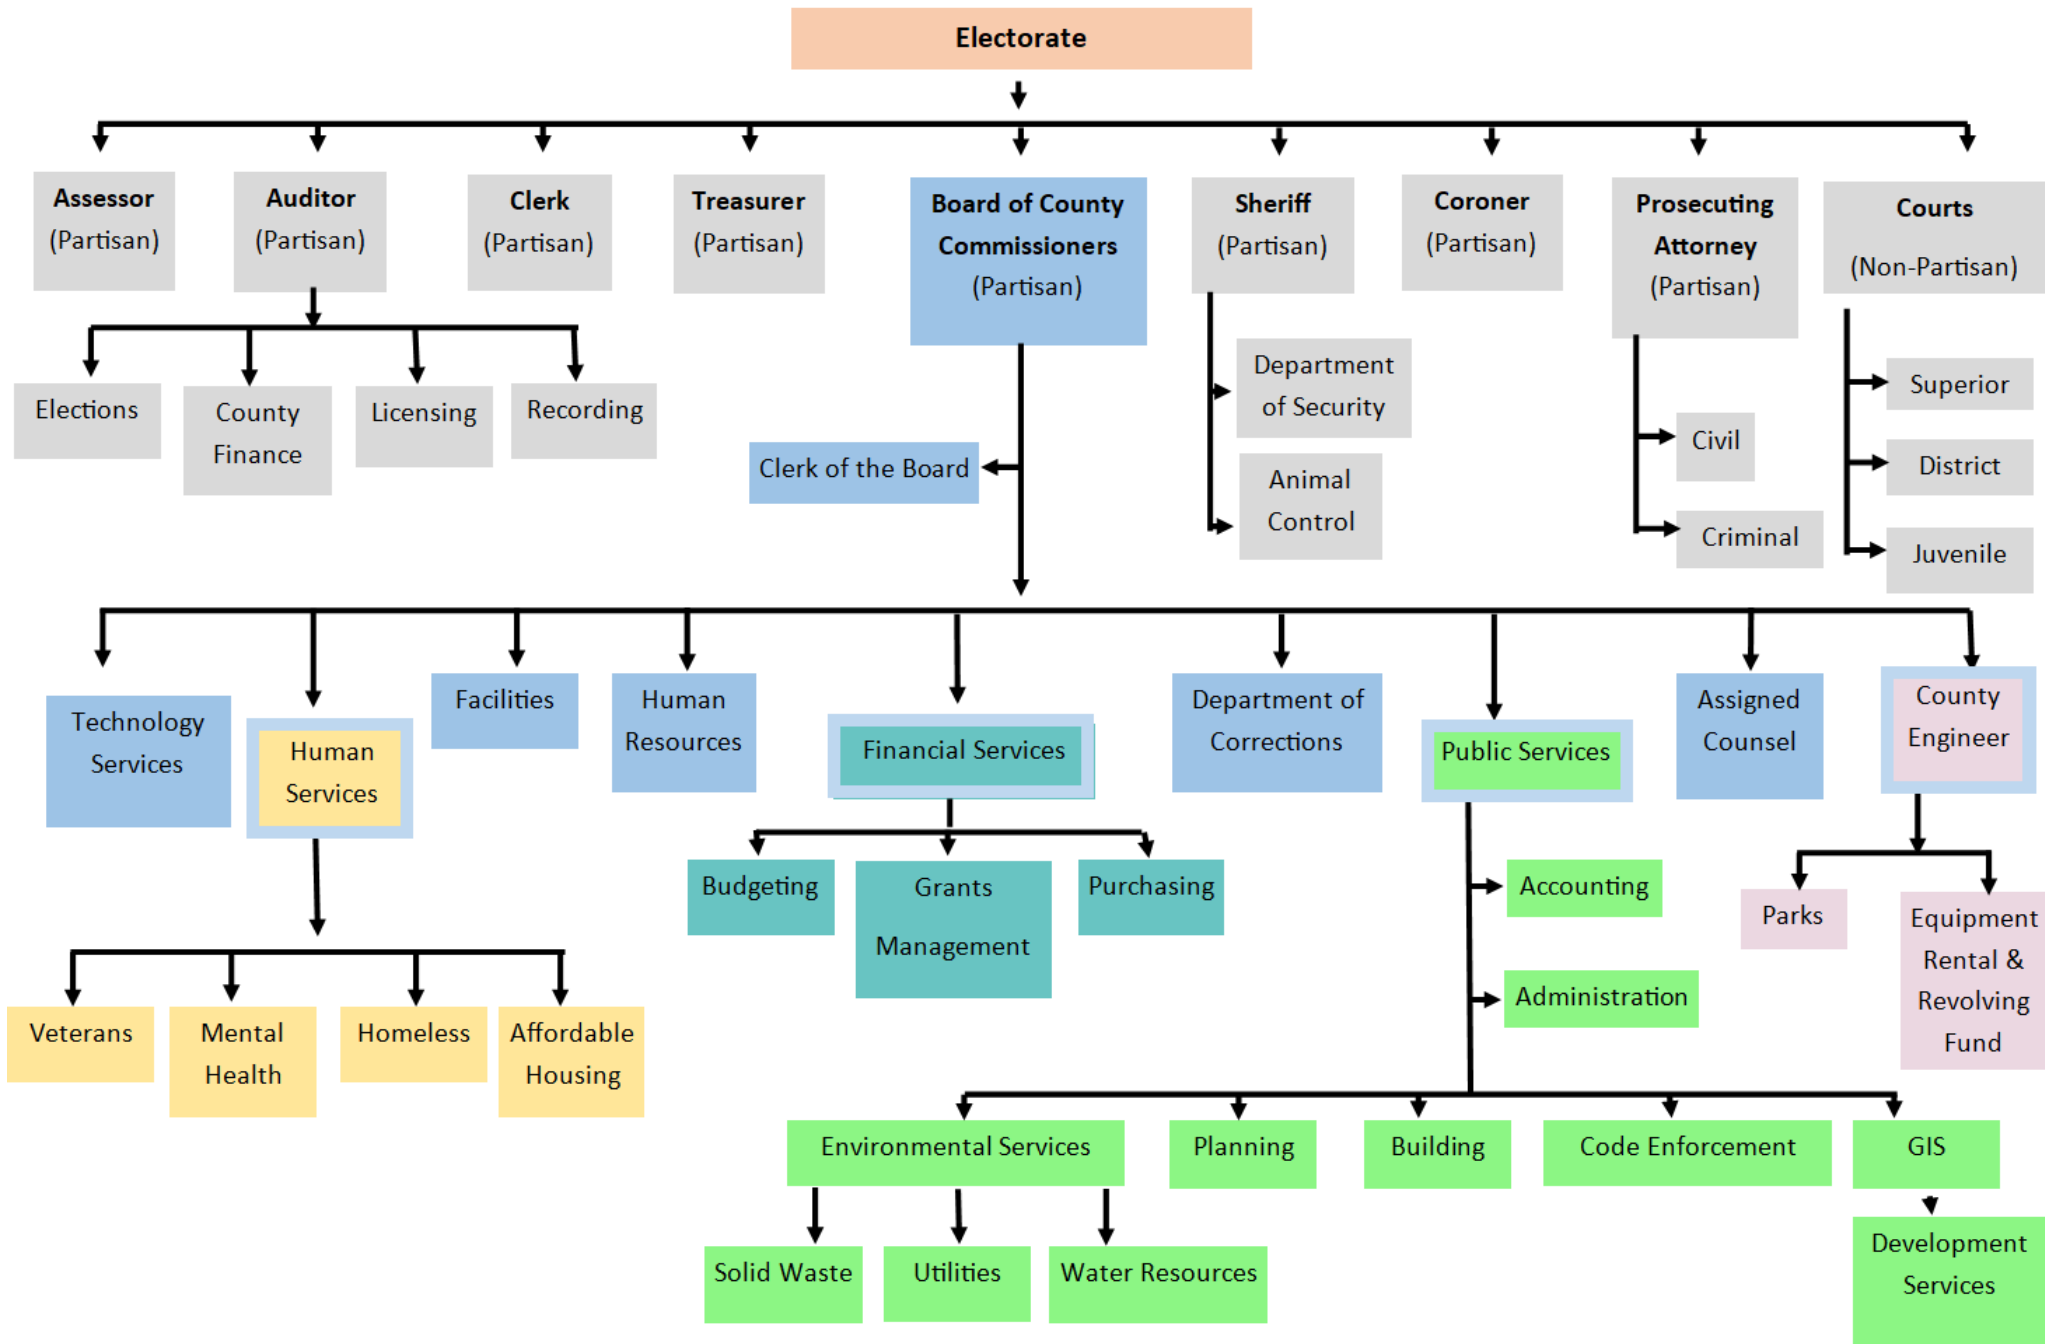 Electorate
Assessor
(Partisan)
Auditor
(Partisan)
Clerk
(Partisan)
Treasurer
(Partisan)
Board of County
Commissioners
(Partisan)
Sheriff
(Partisan)
Coroner
(Partisan)
Prosecuting
Attorney
(Partisan)
Courts
(Non-Partisan)
Elections
County
Finance
Licensing
Recording
Clerk of the Board
Department
of Security
Animal
Control
Civil
Criminal
Superior
District
Juvenile
Technology
Services
Human
Services
Facilities
Human
Resources
Financial Services
Department of
Corrections
Public Services
Assigned
Counsel
County
Engineer
Budgeting
Grants
Management
Purchasing
Accounting
Administration
Parks
Equipment
Rental &
Revolving
Fund
Veterans
Mental
Health
Homeless
Affordable
Housing
Environmental Services
Planning
Building
Code Enforcement
GIS
Solid Waste
Utilities
Water Resources
Development
Services